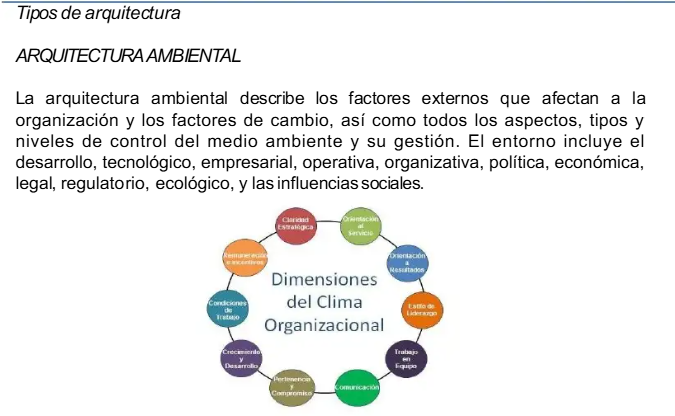 Tipos de arquitectura
ARQUITECTURA AMBIENTAL
La arquitectura ambiental describe los factores externos que afectan a la
organización y los factores de cambio, así como todos los aspectos, tipos y
niveles de control del medio ambiente y su gestión. El entorno incluye el
desarrollo, tecnológico, empresarial, operativa, organizativa, política, económica,
legal, regulatorio, ecológico, y las influencias sociales.
Claridad
Estratégica
Orientación
al
Servicio
Orientación
a
Resultados
Estilo de
Liderazgo
Trabajo
en
Equipo
Comunicación
Pertenencia
y
Compromiso
Crecimiento
y
Desarrollo
Condiciones
de
Trabajo
Remuneración
e Incentivos
Dimensiones
del Clima
Organizacional